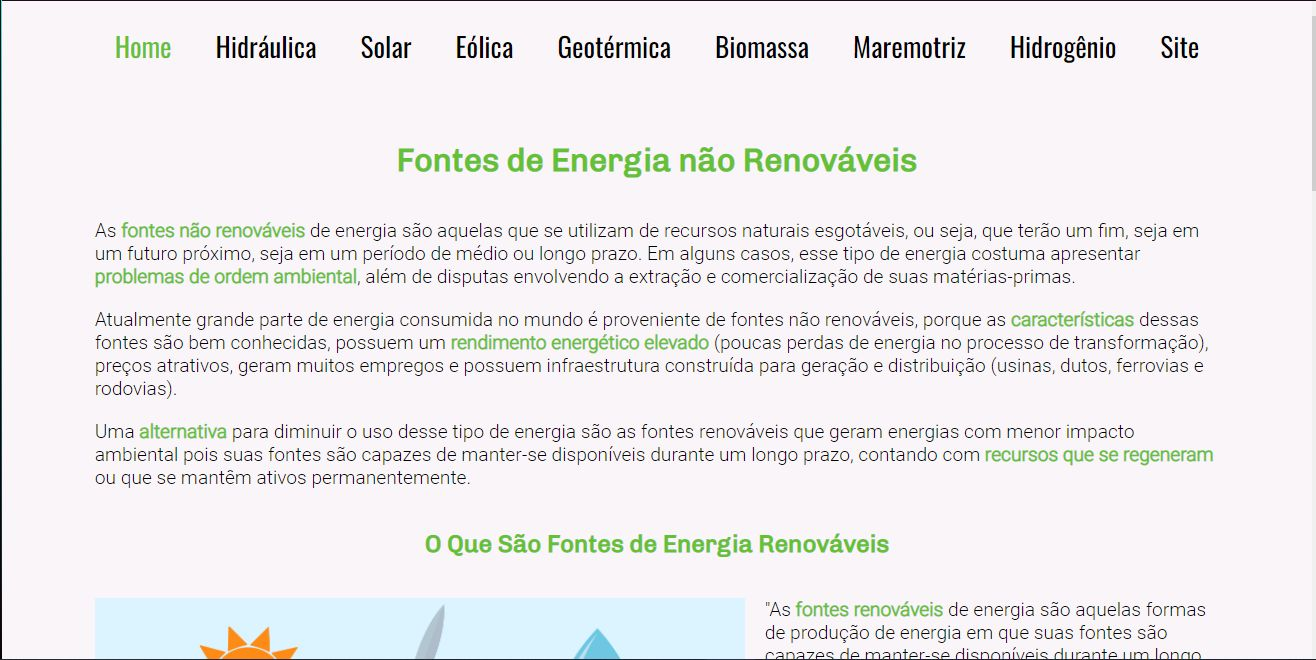 Home Hidráulica Solar Eólica Geotérmica Biomassa Maremotriz Hidrogênio Site
Fontes de Energia não Renováveis
As fontes não renováveis de energia são aquelas que se utilizam de recursos naturais esgotáveis, ou seja, que terão um fim, seja em
um futuro próximo, seja em um período de médio ou longo prazo. Em alguns casos, esse tipo de energia costuma apresentar
problemas de ordem ambiental, além de disputas envolvendo a extração e comercialização de suas matérias-primas.
Atualmente grande parte de energia consumida no mundo é proveniente de fontes não renováveis, porque as características dessas
fontes são bem conhecidas, possuem um rendimento energético elevado (poucas perdas de energia no processo de transformação),
preços atrativos, geram muitos empregos e possuem infraestrutura construída para geração e distribuição (usinas, dutos, ferrovias e
rodovias).
Uma alternativa para diminuir o uso desse tipo de energia são as fontes renováveis que geram energias com menor impacto
ambiental pois suas fontes são capazes de manter-se disponíveis durante um longo prazo, contando com recursos que se regeneram
ou que se mantêm ativos permanentemente.
O Que São Fontes de Energia Renováveis
"As fontes renováveis de energia são aquelas formas
de produção de energia em que suas fontes são
capazes de manter-se disponíveis durante um longo